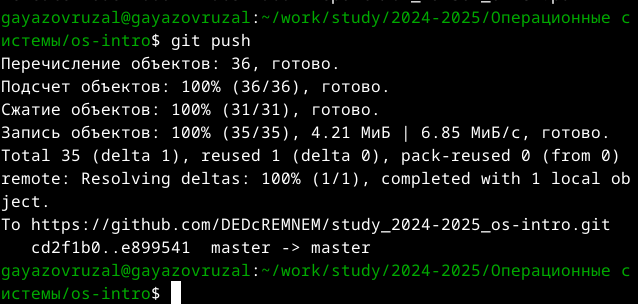 gayazovruzal@gayazovruzal:~/work/study/2024-2025/Операционные с
истемы/os-intro$ git push
Перечисление объектов: 36, готово.
Подсчет объектов: 100% (36/36), готово.
Сжатие объектов: 100% (31/31), готово.
Запись объектов: 100% (35/35), 4.21 МиБ | 6.85 МиБ/с, готово.
Total 35 (delta 1), reused 1 (delta 0), pack-reused 0 (from 0)
remote: Resolving deltas: 100% (1/1), completed with 1 local ob
ject.
To https://github.com/DEDcREMNEM/study_2024-2025_os-intro.git
   cd2f1b0..e899541  master -> master
gayazovruzal@gayazovruzal:~/work/study/2024-2025/Операционные с
истемы/os-intro$